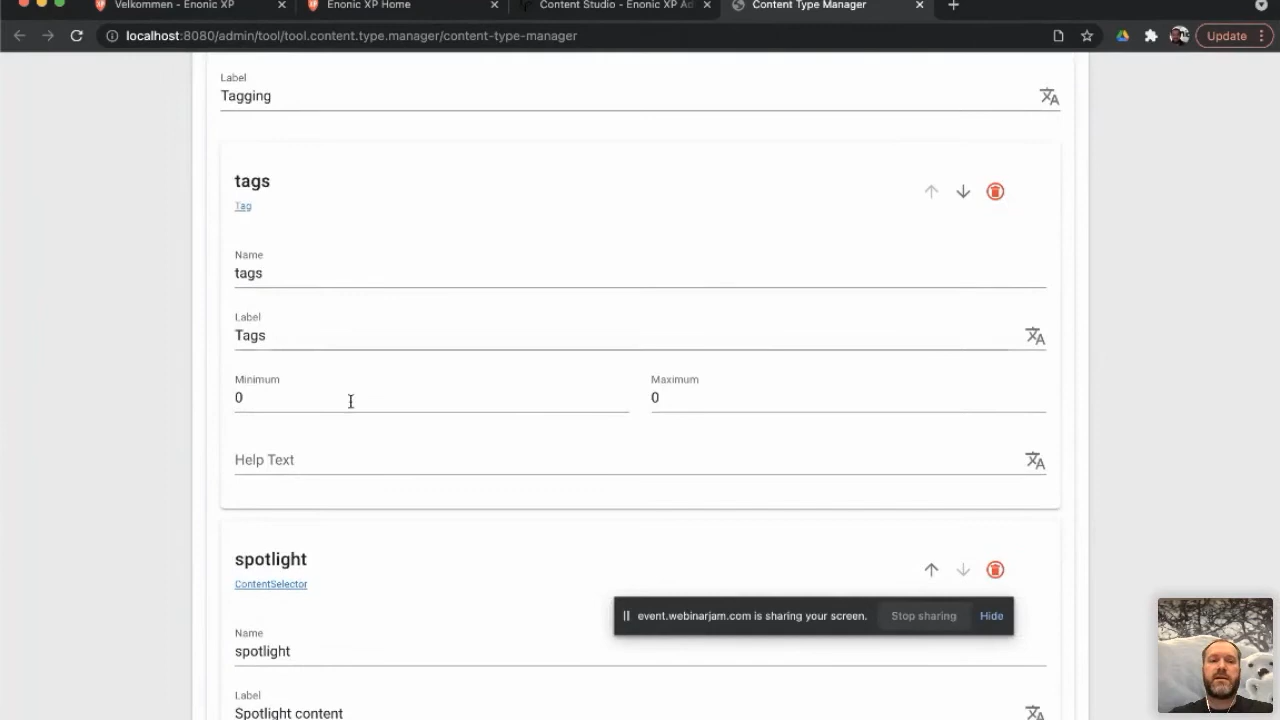 Velkommen - Enonic XP
Enonic XP Home
Content Studio - Enonic XP Ad
Content Type Manager
localhost:8080/admin/tool/tool.content.type.manager/content-type-manager
Update
Label
Tagging
tags
Tag
Name
tags
Label
Tags
Minimum
0
Maximum
0
Help Text
spotlight
ContentSelector
event.webinarjam.com is sharing your screen.
Stop sharing
Hide
Name
spotlight
Label
Spotlight content